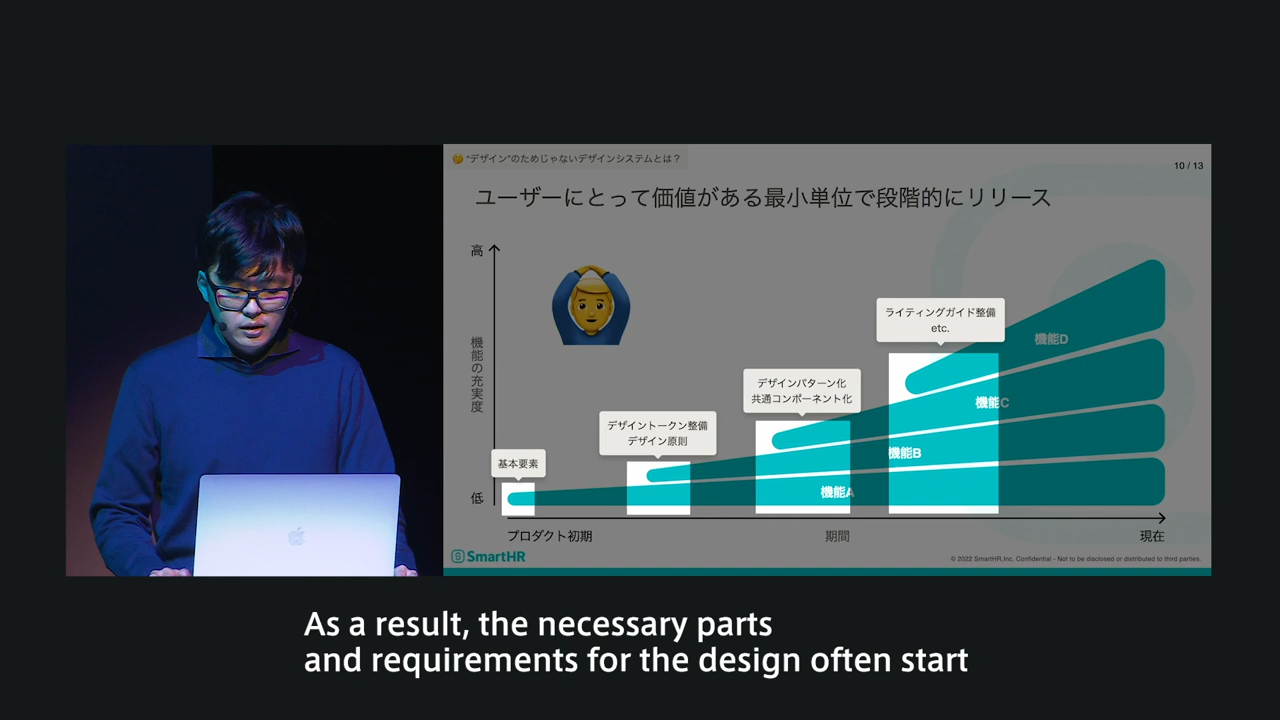 🤔 “デザイン”のためじゃないデザインシステムとは？
10 / 13
ユーザーにとって価値がある最小単位で段階的にリリース
高
機能の充実度
低
基本要素
デザイントークン整備
デザイン原則
デザインパターン化
共通コンポーネント化
ライティングガイド整備
etc.
機能D
機能C
機能B
機能A
プロダクト初期
期間
現在
SmartHR
© 2022 SmartHR,Inc. Confidential - Not to be disclosed or distributed to third parties.
As a result, the necessary parts
and requirements for the design often start